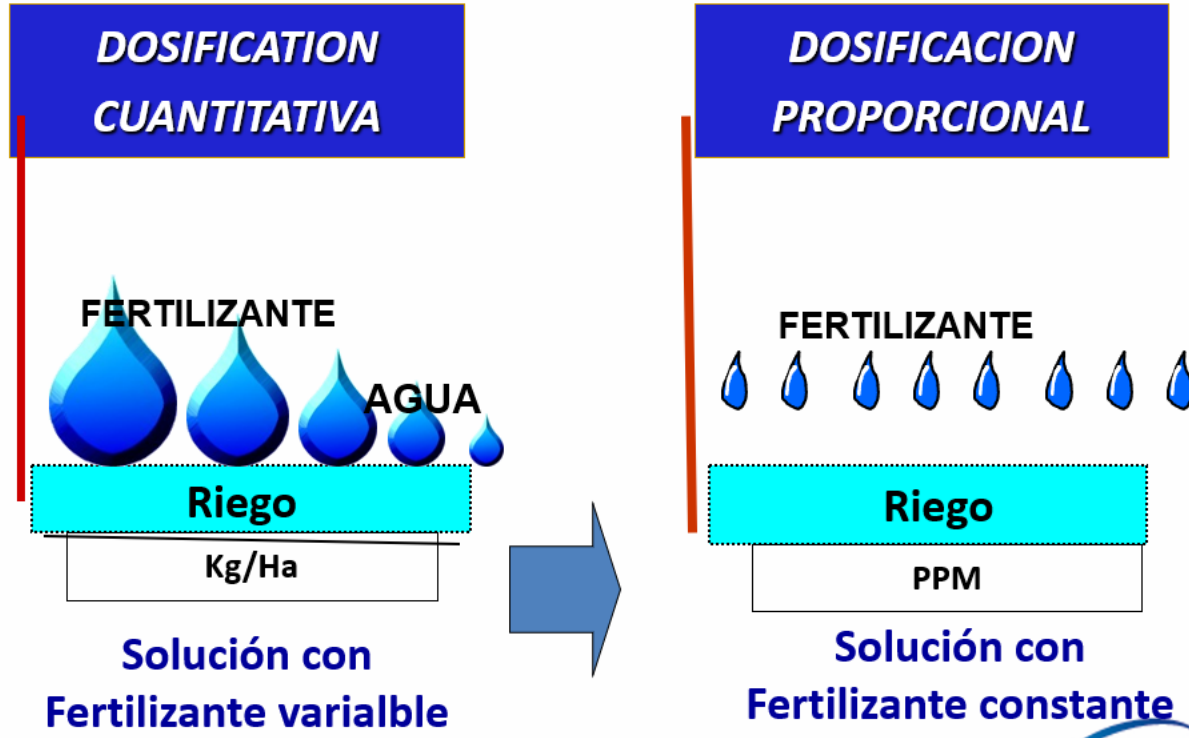 DOSIFICATION
CUANTITATIVA
FERTILIZANTE
AGUA
Riego
Kg/Ha
Solución con
Fertilizante varialble
DOSIFICACION
PROPORCIONAL
FERTILIZANTE
Riego
PPM
Solución con
Fertilizante constante